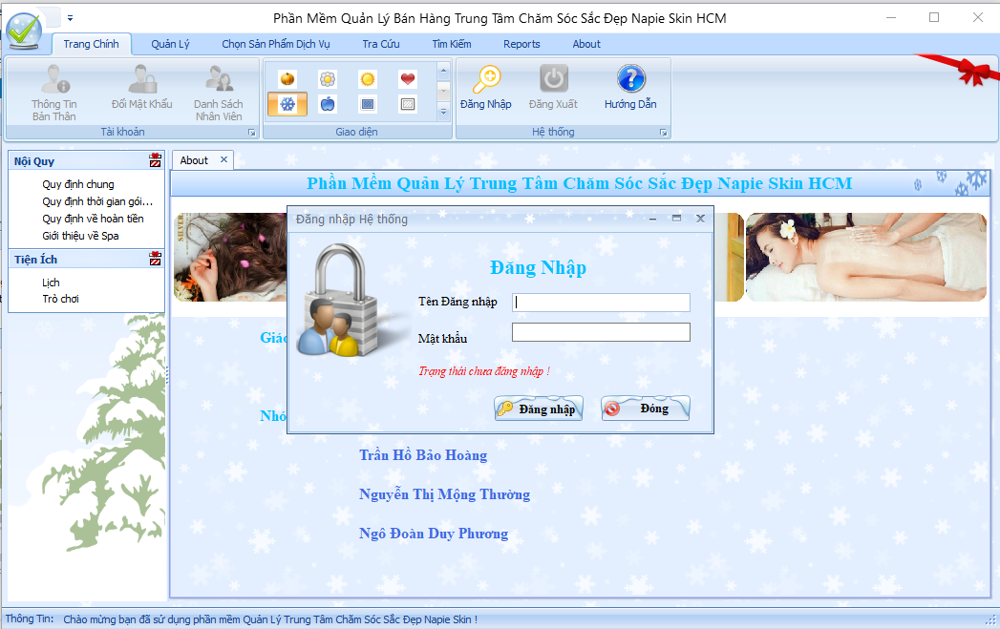 Phần Mềm Quản Lý Bán Hàng Trung Tâm Chăm Sóc Sắc Đẹp Napie Skin HCM
Trang Chính Quản Lý Chọn Sản Phẩm Dịch Vụ Tra Cứu Tìm Kiếm Reports About
Thông Tin Bản Thân
Đổi Mật Khẩu
Danh Sách Nhân Viên
Đăng Nhập
Đăng Xuất
Hướng Dẫn
Tài khoản
Giao diện
Hệ thống
Nội Quy
Quy định chung
Quy định thời gian gói...
Quy định về hoàn tiền
Giới thiệu về Spa
Tiện Ích
Lịch
Trò chơi
About
Phần Mềm Quản Lý Trung Tâm Chăm Sóc Sắc Đẹp Napie Skin HCM
SILVER
Đăng nhập Hệ thống
Đăng Nhập
Tên Đăng nhập
Mật khẩu
Trạng thái chưa đăng nhập !
Đăng nhập
Đóng
Giáo
Nhó
Trần Hồ Bảo Hoàng
Nguyễn Thị Mộng Thường
Ngô Đoàn Duy Phương
Thông Tin: Chào mừng bạn đã sử dụng phần mềm Quản Lý Trung Tâm Chăm Sóc Sắc Đẹp Napie Skin !